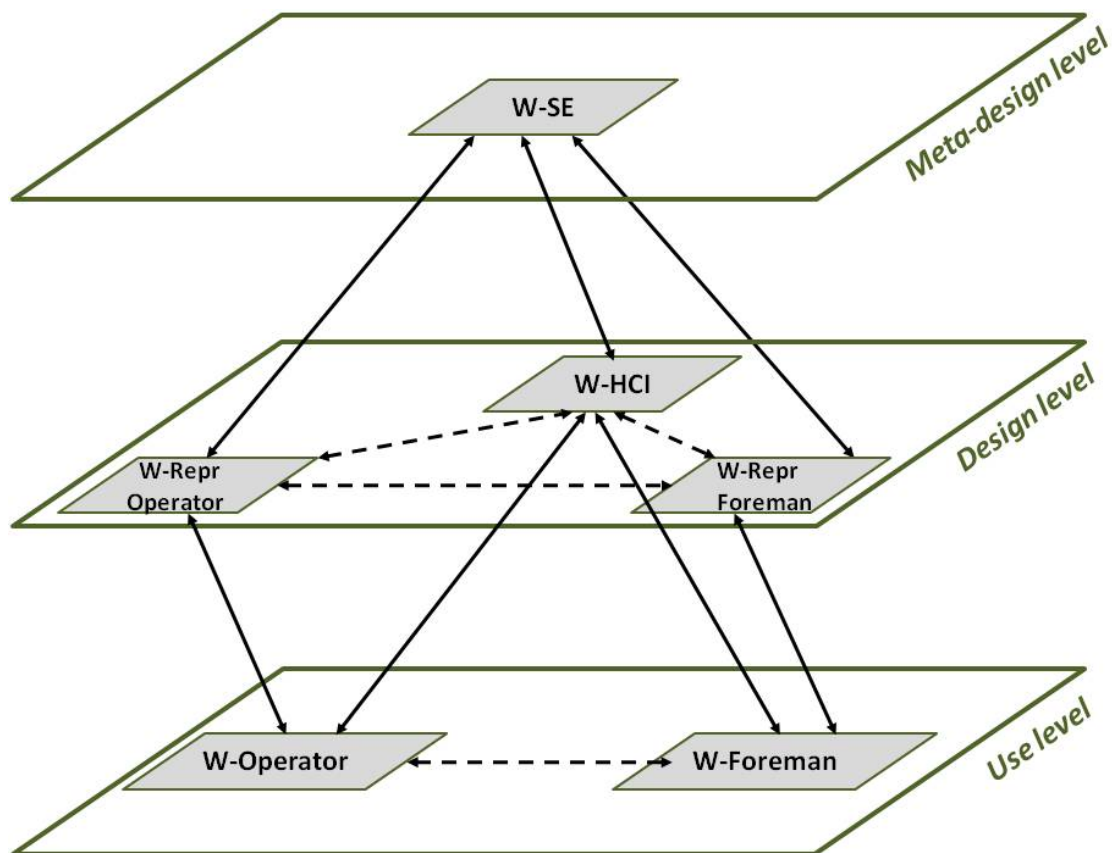 W-SE
Meta-design level
W-HCI
Design level
W-Repr
Operator
W-Repr
Foreman
W-Operator
W-Foreman
Use level